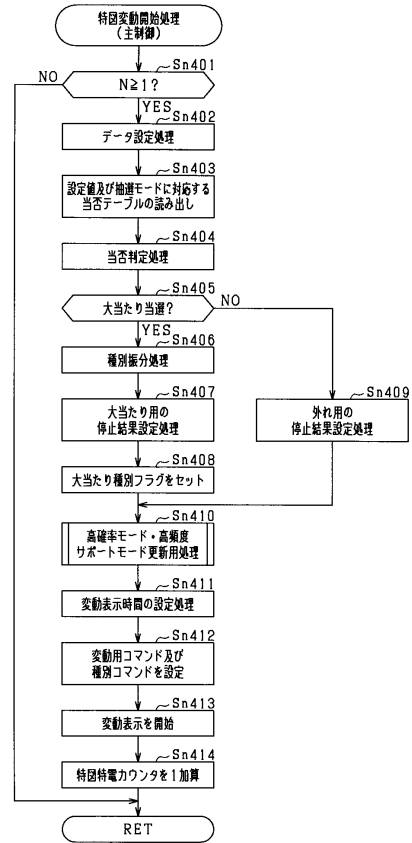 特図変動開始処理
(主制御)
Sn401
NO
N≧1?
YES
Sn402
データ設定処理
Sn403
設定値及び抽選モードに対応する
当否テーブルの読み出し
Sn404
当否判定処理
Sn405
大当たり当選?
NO
YES
Sn406
種別振分処理
Sn407
大当たり用の
停止結果設定処理
Sn409
外れ用の
停止結果設定処理
Sn408
大当たり種別フラグをセット
Sn410
高確率モード・高頻度
サポートモード更新用処理
Sn411
変動表示時間の設定処理
Sn412
変動用コマンド及び
種別コマンドを設定
Sn413
変動表示を開始
Sn414
特図特電カウンタを1加算
RET